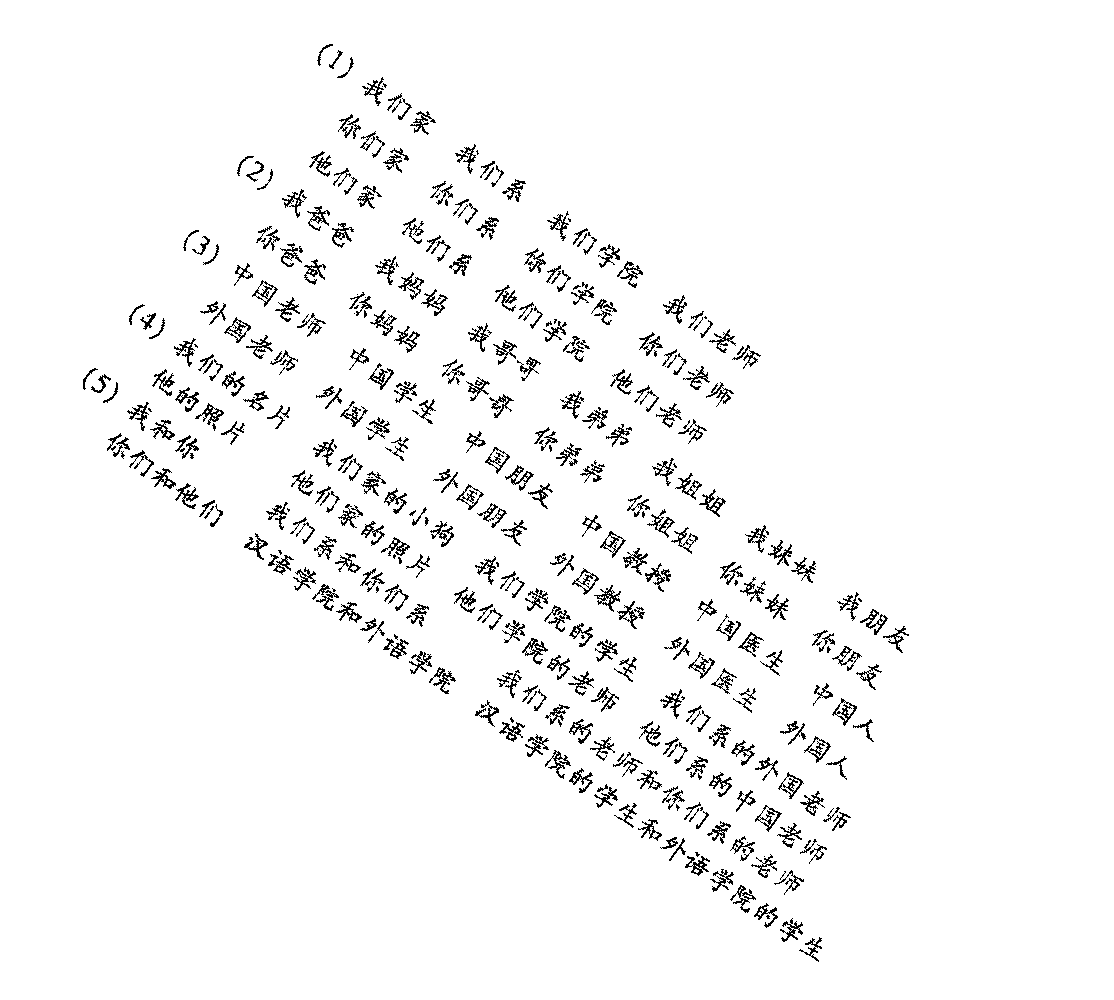 (1) 我们家 我们系 我们学院 我们老师
你们家 你们系 你们学院 你们老师
他们家 他们系 他们学院 他们老师
(2) 我爸爸 我妈妈 我哥哥 我弟弟 我姐姐 我妹妹 我朋友
你爸爸 你妈妈 你哥哥 你弟弟 你姐姐 你妹妹 你朋友
(3) 中国老师 中国学生 中国朋友 中国教授 中国医生 中国人
外国老师 外国学生 外国朋友 外国教授 外国医生 外国人
(4) 我们的名片 我们家的小狗 我们学院的学生 我们系的外国老师
他的照片 他们家的照片 他们学院的老师 他们系的中国老师
(5) 我和你 我们系和你们系 我们系的老师和你们系的老师
你们和他们 汉语学院和外语学院 汉语学院的学生和外语学院的学生